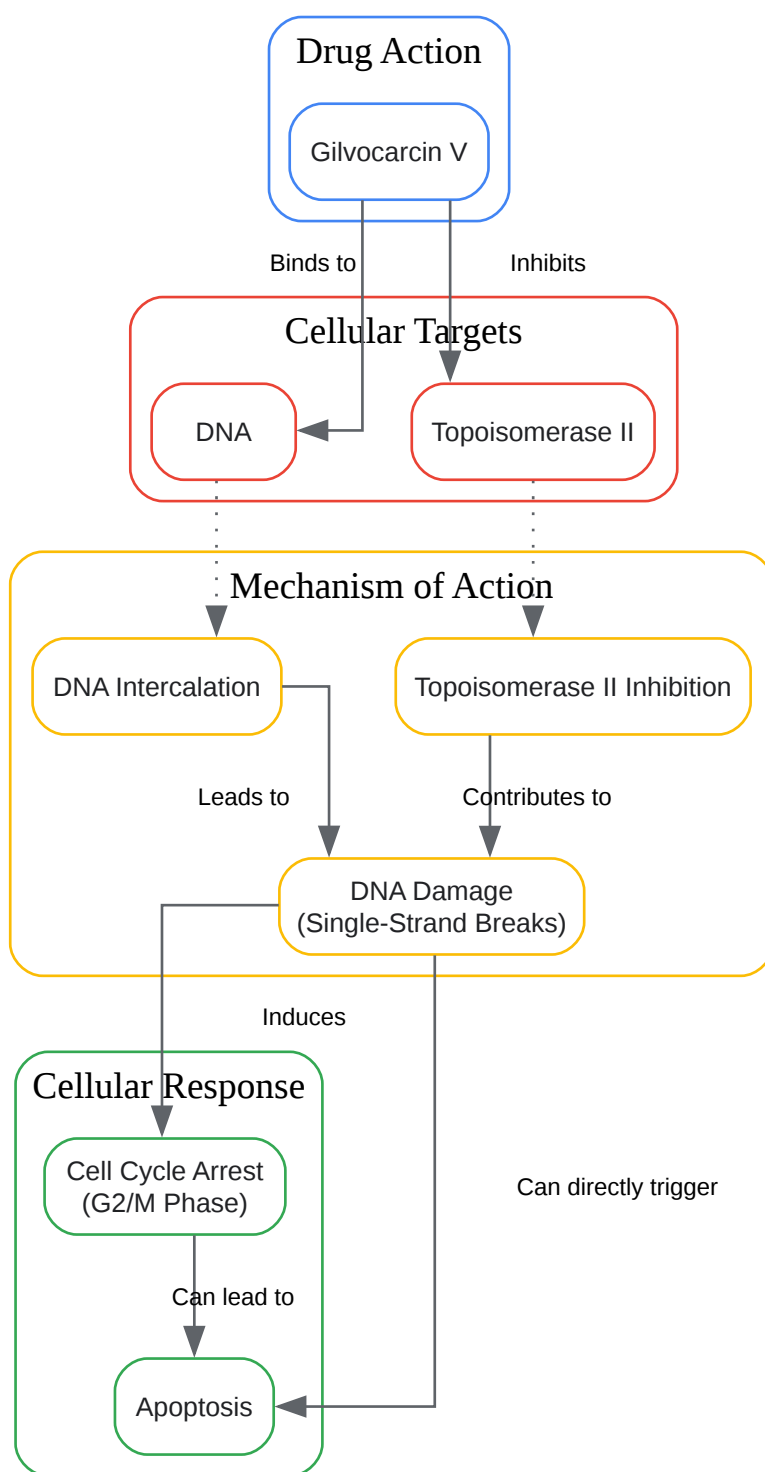 Drug Action
Gilvocarcin V
Binds to
Inhibits
Cellular Targets
DNA
Topoisomerase II
Mechanism of Action
DNA Intercalation
Topoisomerase II Inhibition
Leads to
Contributes to
DNA Damage
(Single-Strand Breaks)
Induces
Cellular Response
Cell Cycle Arrest
(G2/M Phase)
Can directly trigger
Can lead to
Apoptosis